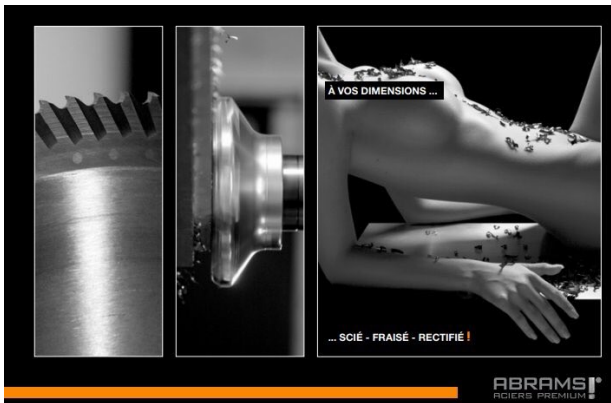 À VOS DIMENSIONS ...
... SCIÉ - FRAISÉ - RECTIFIÉ !
ABRAMS!
ACIERS PREMIUM